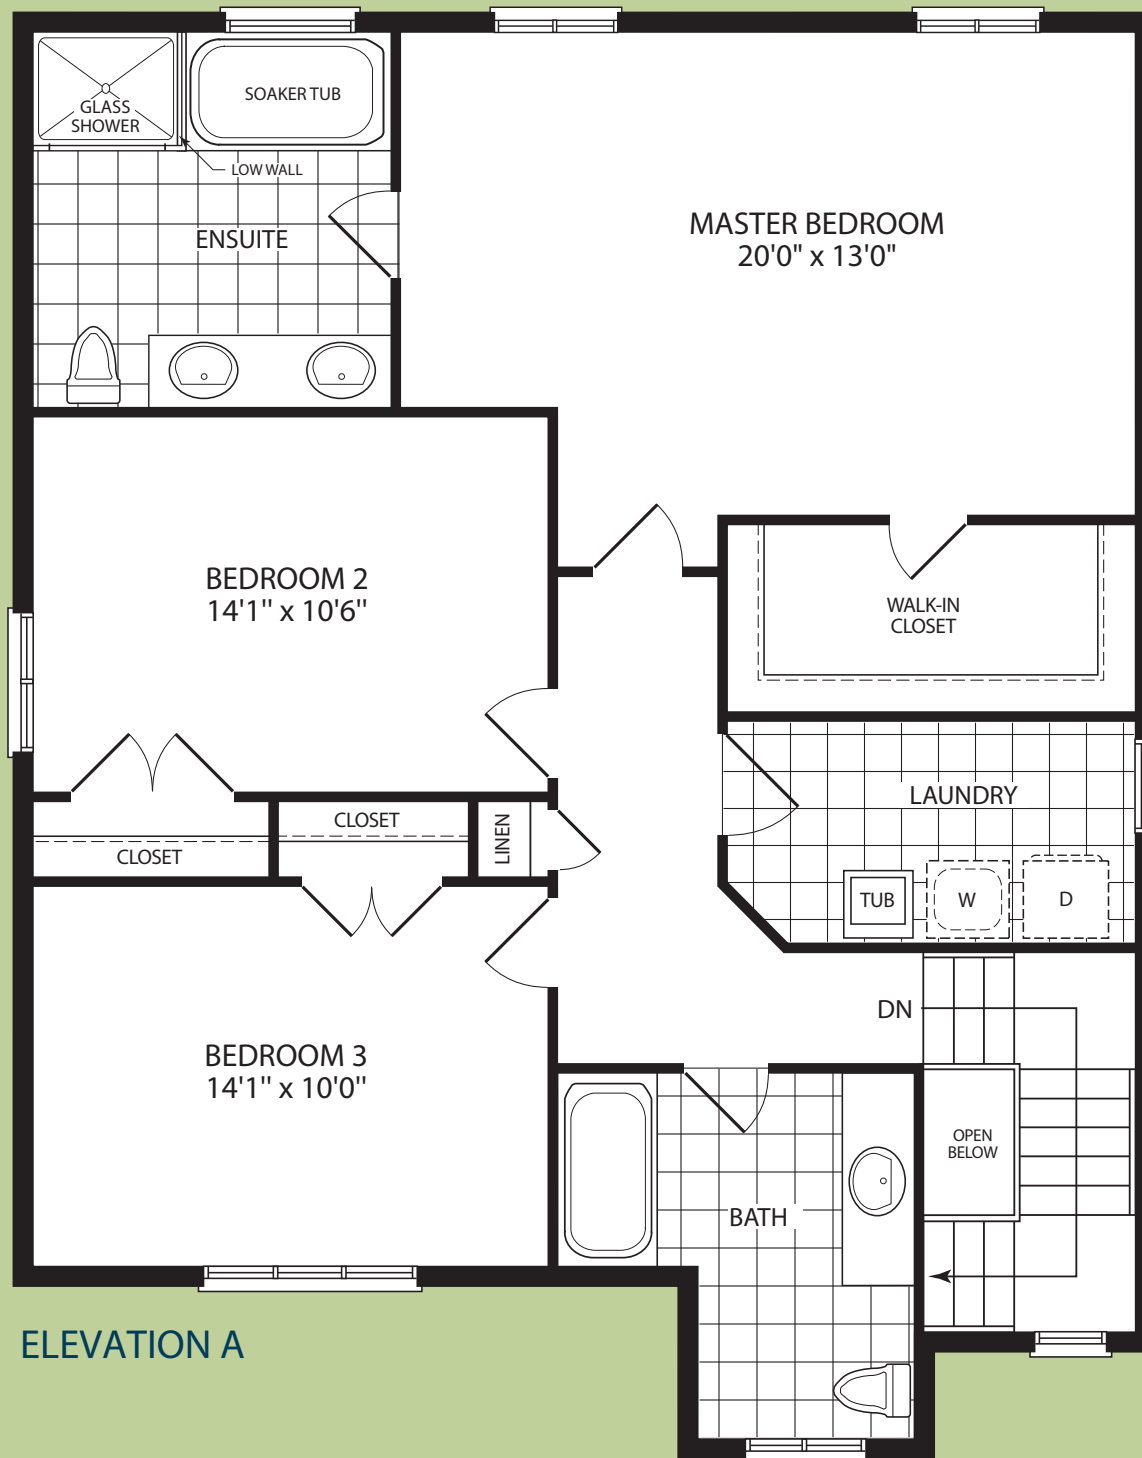 GLASS
SHOWER
SOAKER TUB
LOW WALL
ENSUITE
MASTER BEDROOM
20'0" x 13'0"
BEDROOM 2
14'1" x 10'6"
WALK-IN
CLOSET
LAUNDRY
CLOSET
CLOSET
LINEN
TUB
W
D
DN
BEDROOM 3
14'1" x 10'0"
OPEN
BELOW
BATH
ELEVATION A